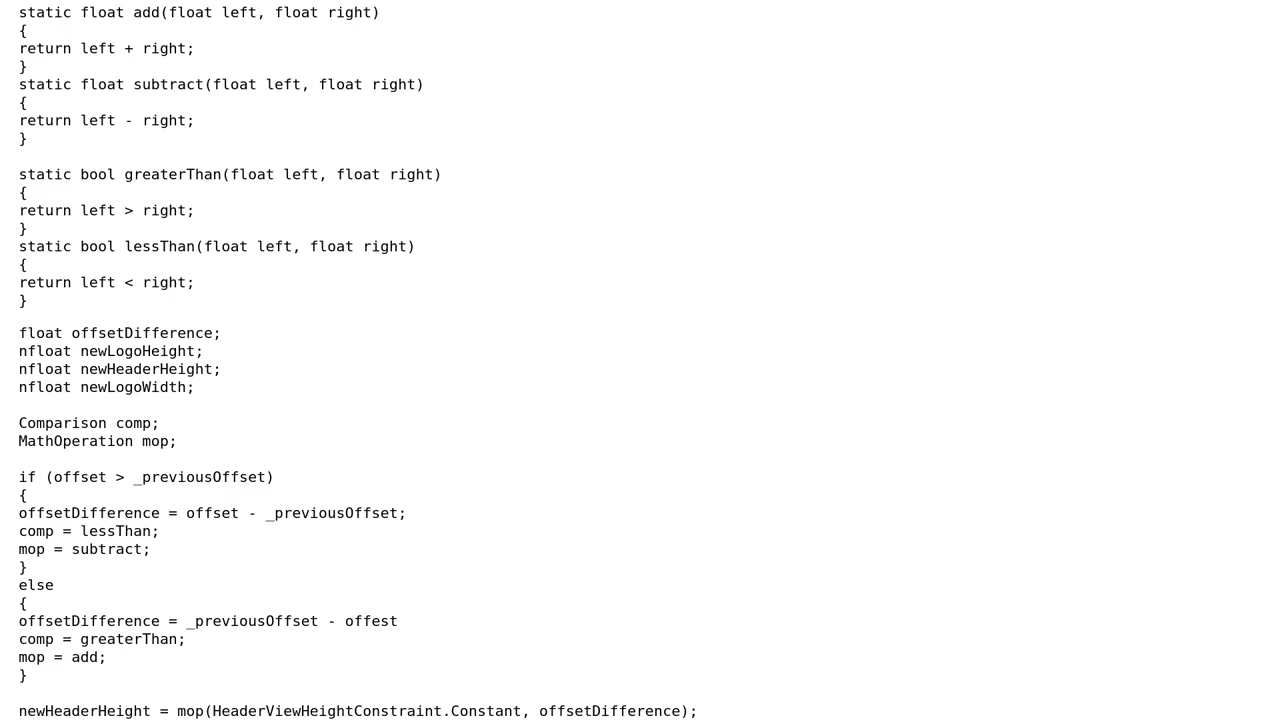 static float add(float left, float right)
{
return left + right;
}
static float subtract(float left, float right)
{
return left - right;
}
static bool greaterThan(float left, float right)
{
return left > right;
}
static bool lessThan(float left, float right)
{
return left < right;
}
float offsetDifference;
nfloat newLogoHeight;
nfloat newHeaderHeight;
nfloat newLogoWidth;
Comparison comp;
MathOperation mop;
if (offset > _previousOffset)
{
offsetDifference = offset - _previousOffset;
comp = lessThan;
mop = subtract;
}
else
{
offsetDifference = _previousOffset - offest
comp = greaterThan;
mop = add;
}
newHeaderHeight = mop(HeaderViewHeightConstraint.Constant, offsetDifference);